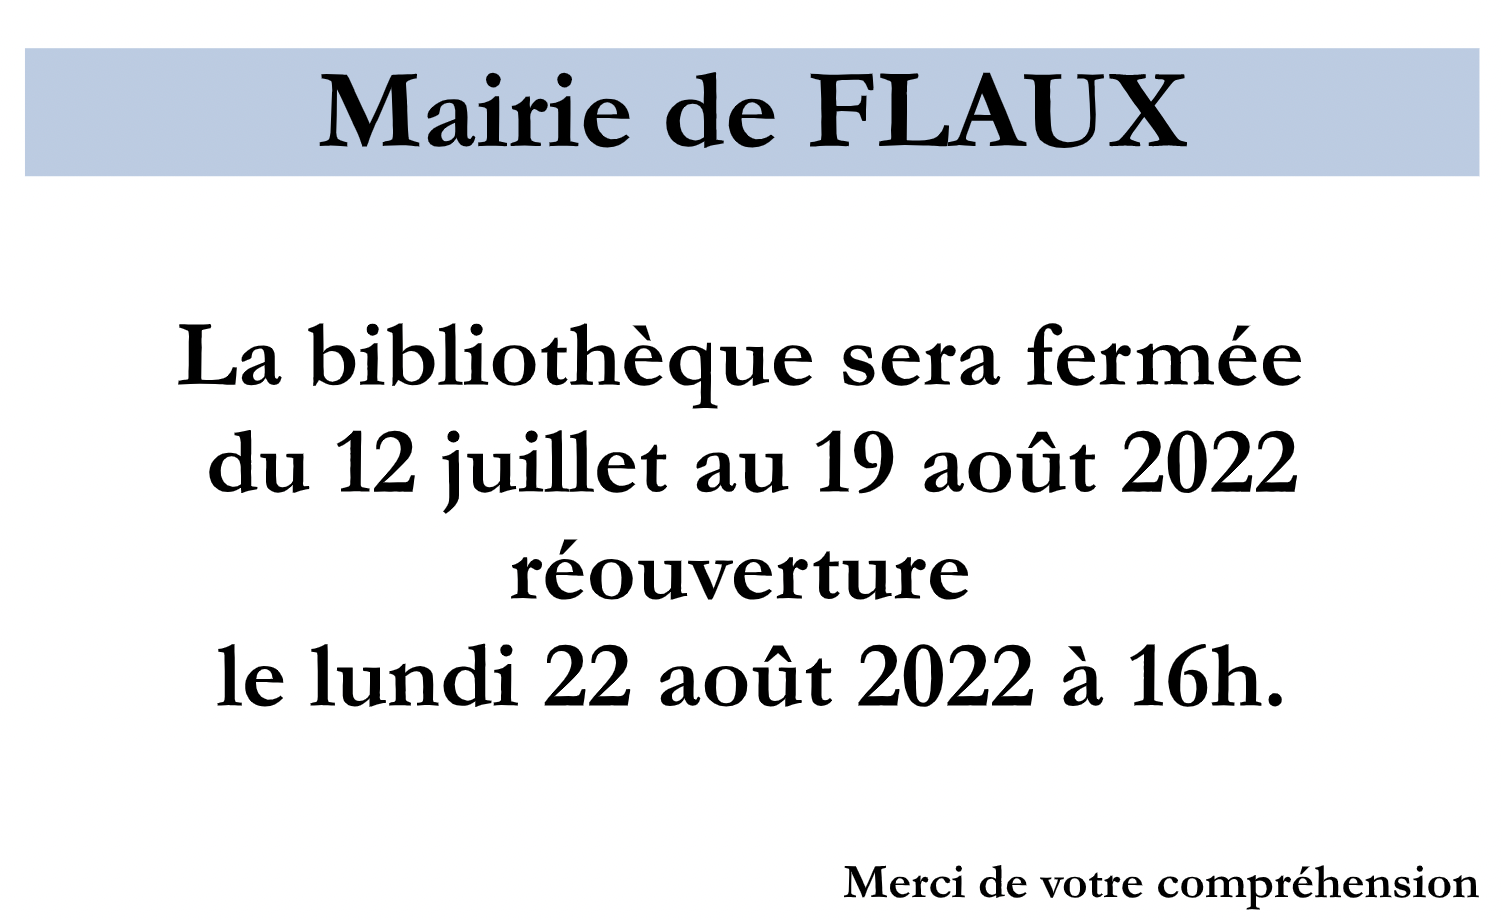 Mairie de FLAUX
La bibliothèque sera fermée
du 12 juillet au 19 août 2022
réouverture
le lundi 22 août 2022 à 16h.
Merci de votre compréhension